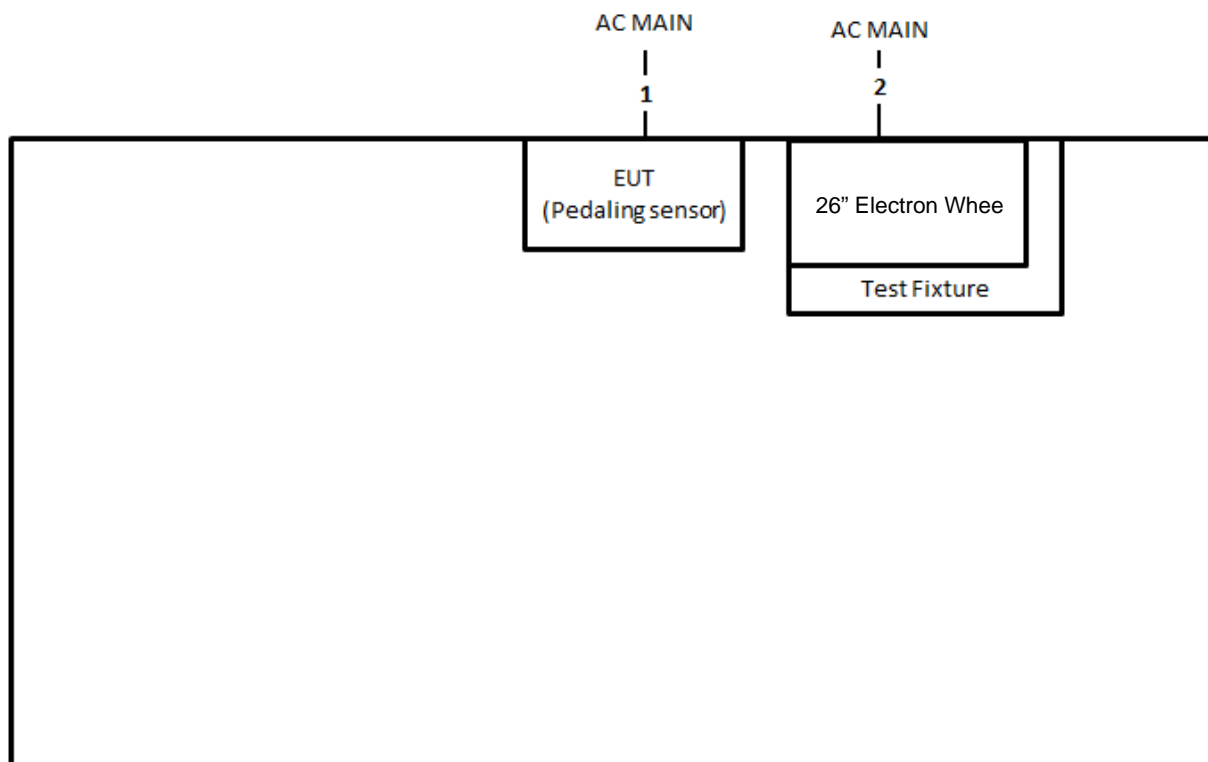 AC MAIN
AC MAIN
1
2
EUT
(Pedaling sensor)
26” Electron Whee
Test Fixture